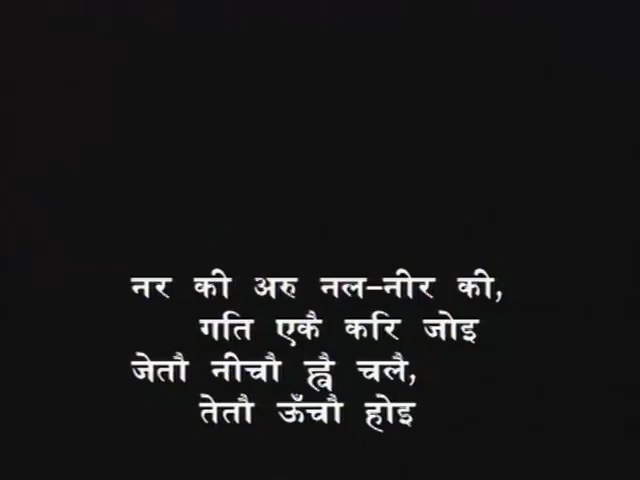 नर की अरु नल-नीर की,
गति एकै करि जोइ
जेतौ नीचौ ह्वै चलै,
तेतौ ऊँचौ होइ